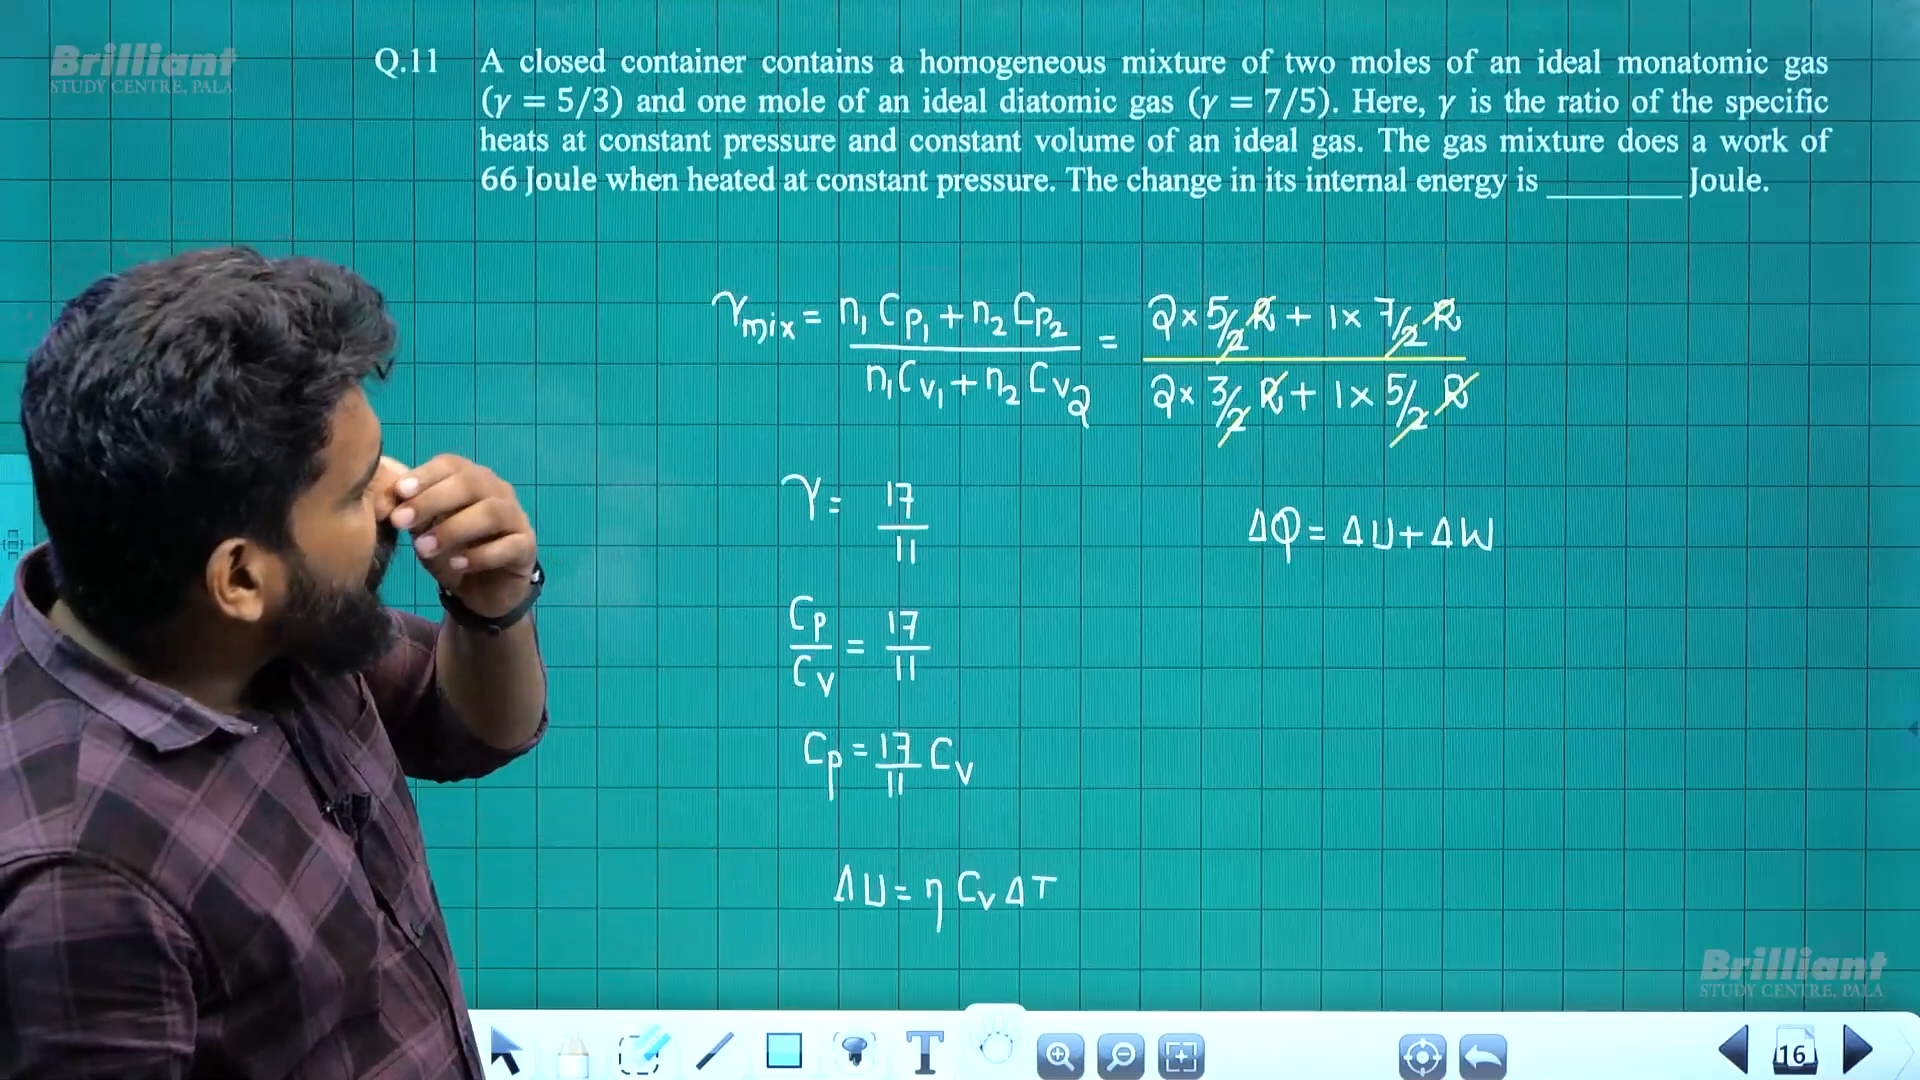 Brilliant
STUDY CENTRE, PALA
Q.11 A closed container contains a homogeneous mixture of two moles of an ideal monatomic gas
(γ = 5/3) and one mole of an ideal diatomic gas (γ = 7/5). Here, γ is the ratio of the specific
heats at constant pressure and constant volume of an ideal gas. The gas mixture does a work of
66 Joule when heated at constant pressure. The change in its internal energy is ________ Joule.
γmix = (n₁Cp₁ + n₂Cp₂)/(n₁Cv₁ + n₂Cv₂) = (2 × 5/2 R + 1 × 7/2 R)/(2 × 3/2 R + 1 × 5/2 R)
γ = 17/11
ΔQ = ΔU + ΔW
Cp/Cv = 17/11
Cp = 17/11 Cv
ΔU = η Cv ΔT
Brilliant
STUDY CENTRE, PALA
T
16